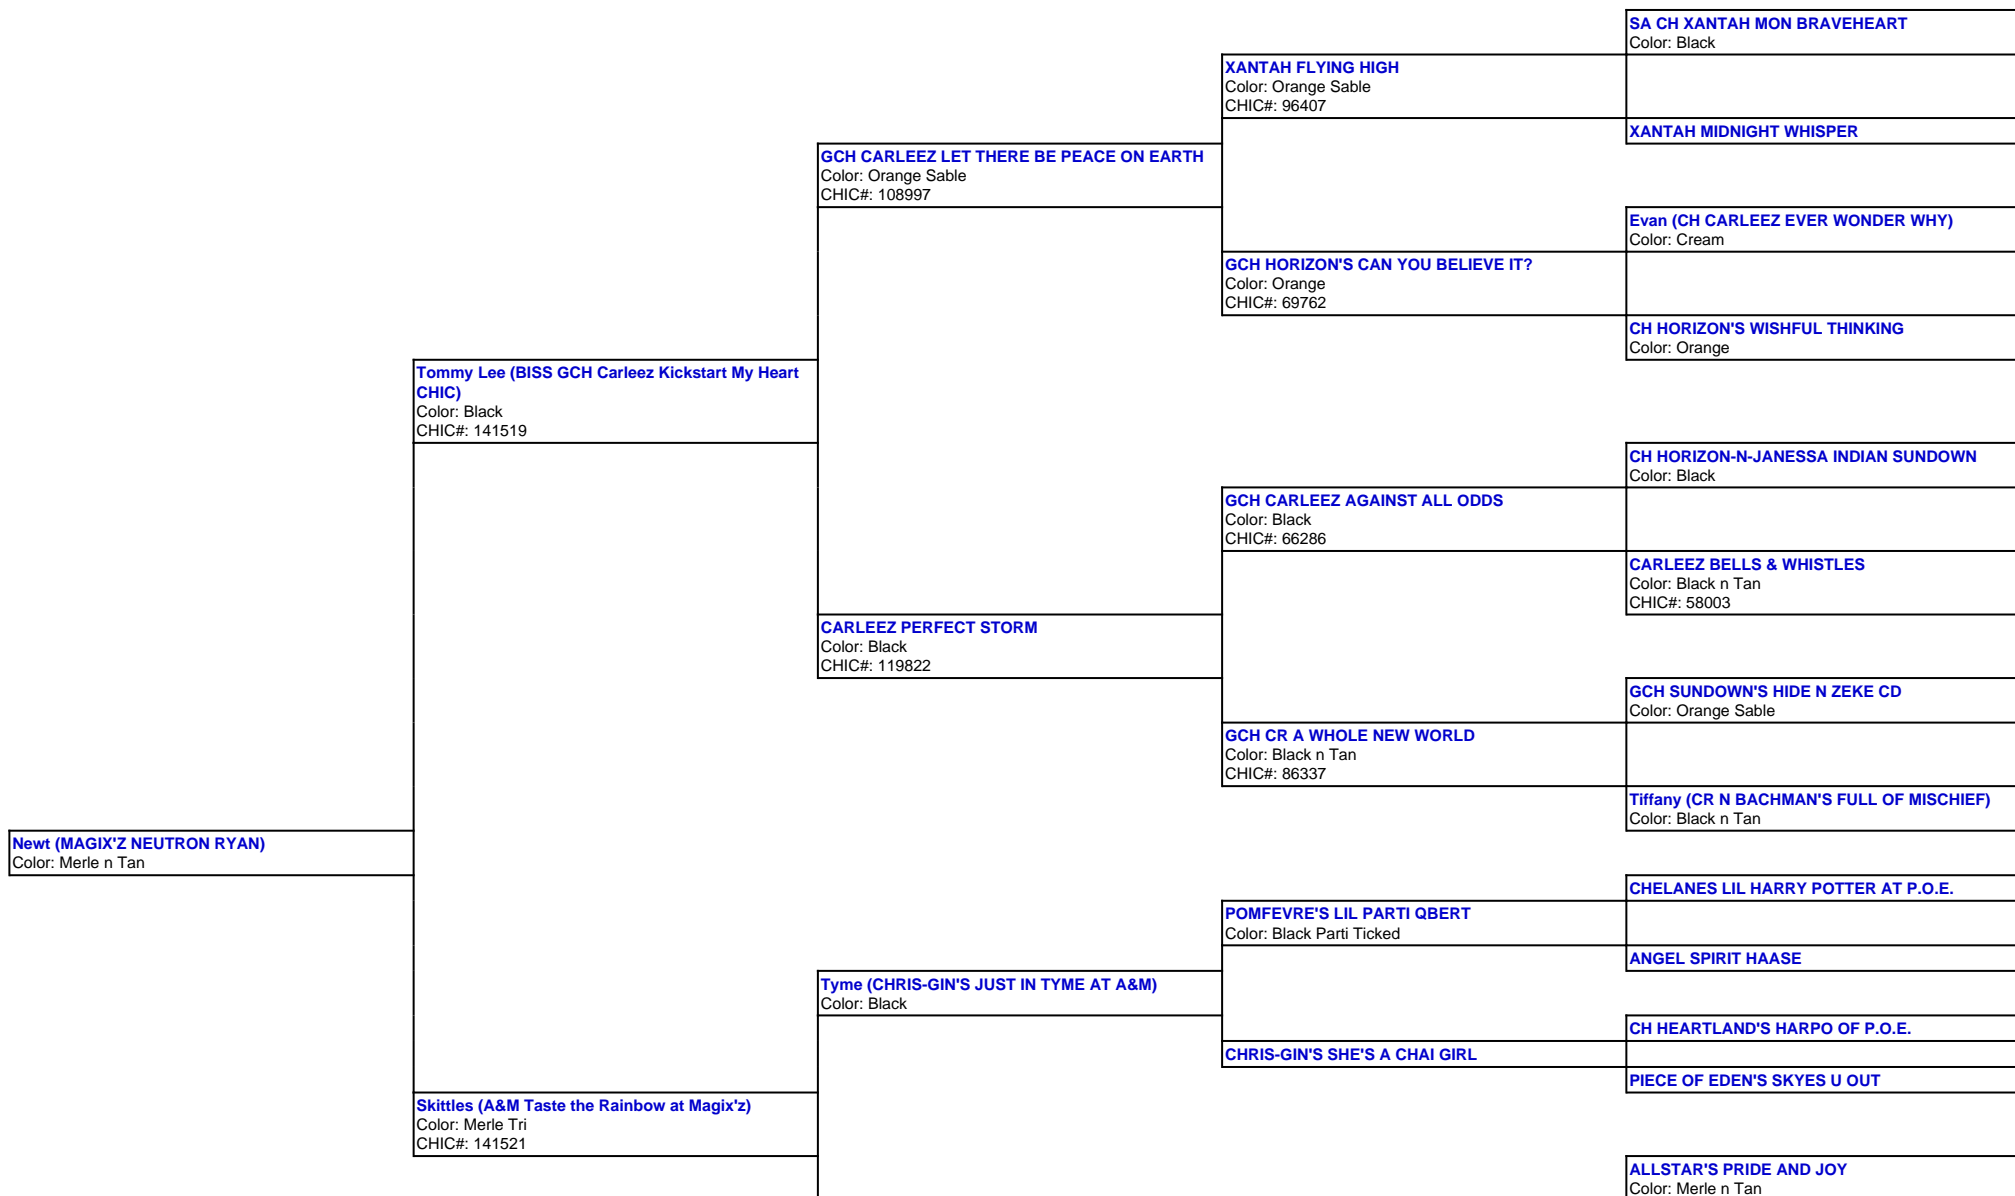 SA CH XANTAH MON BRAVEHEART
Color: Black
XANTAH FLYING HIGH
Color: Orange Sable
CHIC#: 96407
XANTAH MIDNIGHT WHISPER
GCH CARLEEZ LET THERE BE PEACE ON EARTH
Color: Orange Sable
CHIC#: 108997
Evan (CH CARLEEZ EVER WONDER WHY)
Color: Cream
GCH HORIZON'S CAN YOU BELIEVE IT?
Color: Orange
CHIC#: 69762
CH HORIZON'S WISHFUL THINKING
Color: Orange
Tommy Lee (BISS GCH Carleez Kickstart My Heart
CHIC)
Color: Black
CHIC#: 141519
CH HORIZON-N-JANESSA INDIAN SUNDOWN
Color: Black
GCH CARLEEZ AGAINST ALL ODDS
Color: Black
CHIC#: 66286
CARLEEZ BELLS & WHISTLES
Color: Black n Tan
CHIC#: 58003
CARLEEZ PERFECT STORM
Color: Black
CHIC#: 119822
GCH SUNDOWN'S HIDE N ZEKE CD
Color: Orange Sable
GCH CR A WHOLE NEW WORLD
Color: Black n Tan
CHIC#: 86337
Tiffany (CR N BACHMAN'S FULL OF MISCHIEF)
Color: Black n Tan
Newt (MAGIX'Z NEUTRON RYAN)
Color: Merle n Tan
CHELANES LIL HARRY POTTER AT P.O.E.
POMFEVRE'S LIL PARTI QBERT
Color: Black Parti Ticked
ANGEL SPIRIT HAASE
Tyme (CHRIS-GIN'S JUST IN TYME AT A&M)
Color: Black
CH HEARTLAND'S HARPO OF P.O.E.
CHRIS-GIN'S SHE'S A CHAI GIRL
PIECE OF EDEN'S SKYES U OUT
Skittles (A&M Taste the Rainbow at Magix'z)
Color: Merle Tri
CHIC#: 141521
ALLSTAR'S PRIDE AND JOY
Color: Merle n Tan